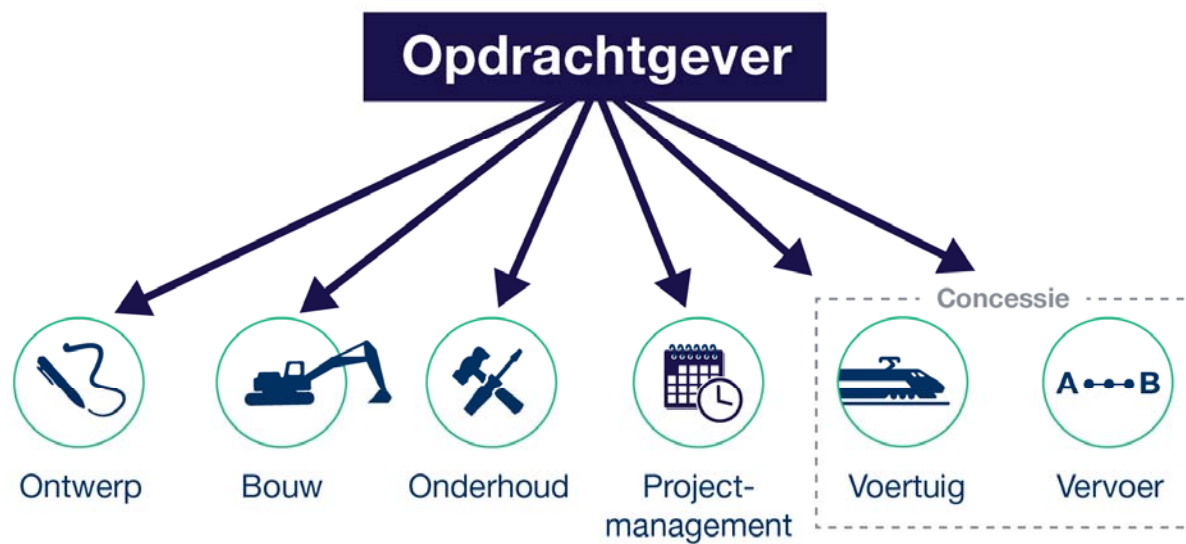 Opdrachtgever
Concessie
A B
Ontwerp
Bouw
Onderhoud
Project-
management
Voertuig
Vervoer